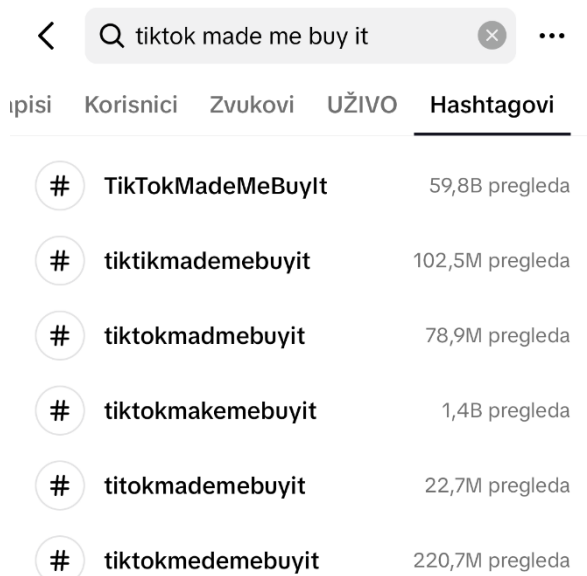 tiktok made me buy it
pisi Korisnici Zvukovi UŽIVO Hashtagovi
# TikTokMadeMeBuyIt 59,8B pregleda
# tiktikmademebuyit 102,5M pregleda
# tiktokmadmebuyit 78,9M pregleda
# tiktokmakemebuyit 1,4B pregleda
# titokmademebuyit 22,7M pregleda
# tiktokmedemebuyit 220,7M pregleda